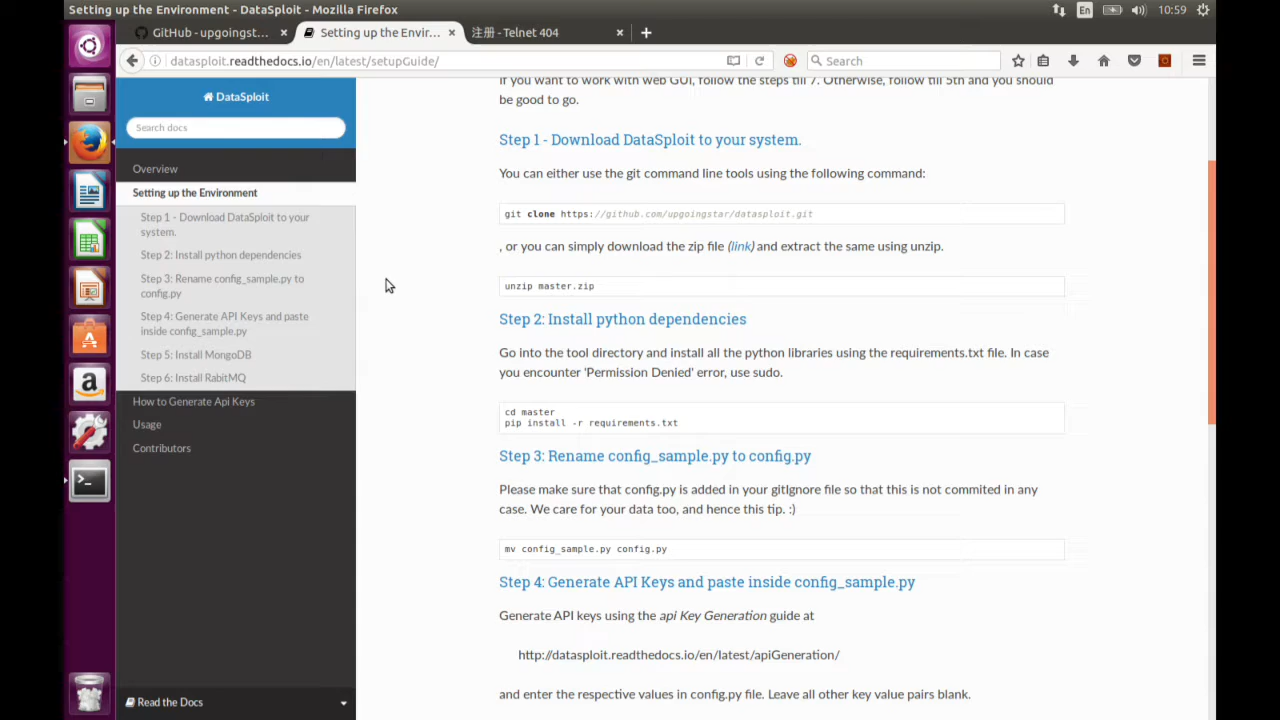 Setting up the Environment - DataSploit - Mozilla Firefox
En
10:59
GitHub - upgoingst...
Setting up the Envir...
注册 - Telnet 404
datasploit.readthedocs.io/en/latest/setupGuide/
Search
DataSploit
Search docs
Overview
Setting up the Environment
Step 1 - Download DataSploit to your
system.
Step 2: Install python dependencies
Step 3: Rename config_sample.py to
config.py
Step 4: Generate API Keys and paste
inside config_sample.py
Step 5: Install MongoDB
Step 6: Install RabitMQ
How to Generate Api Keys
Usage
Contributors
Read the Docs
If you want to work with web GUI, follow the steps till 7. Otherwise, follow till 5th and you should
be good to go.
Step 1 - Download DataSploit to your system.
You can either use the git command line tools using the following command:
git clone https://github.com/upgoingstar/datasploit.git
, or you can simply download the zip file (link) and extract the same using unzip.
unzip master.zip
Step 2: Install python dependencies
Go into the tool directory and install all the python libraries using the requirements.txt file. In case
you encounter 'Permission Denied' error, use sudo.
cd master
pip install -r requirements.txt
Step 3: Rename config_sample.py to config.py
Please make sure that config.py is added in your gitIgnore file so that this is not commited in any
case. We care for your data too, and hence this tip. :)
mv config_sample.py config.py
Step 4: Generate API Keys and paste inside config_sample.py
Generate API keys using the api Key Generation guide at
http://datasploit.readthedocs.io/en/latest/apiGeneration/
and enter the respective values in config.py file. Leave all other key value pairs blank.